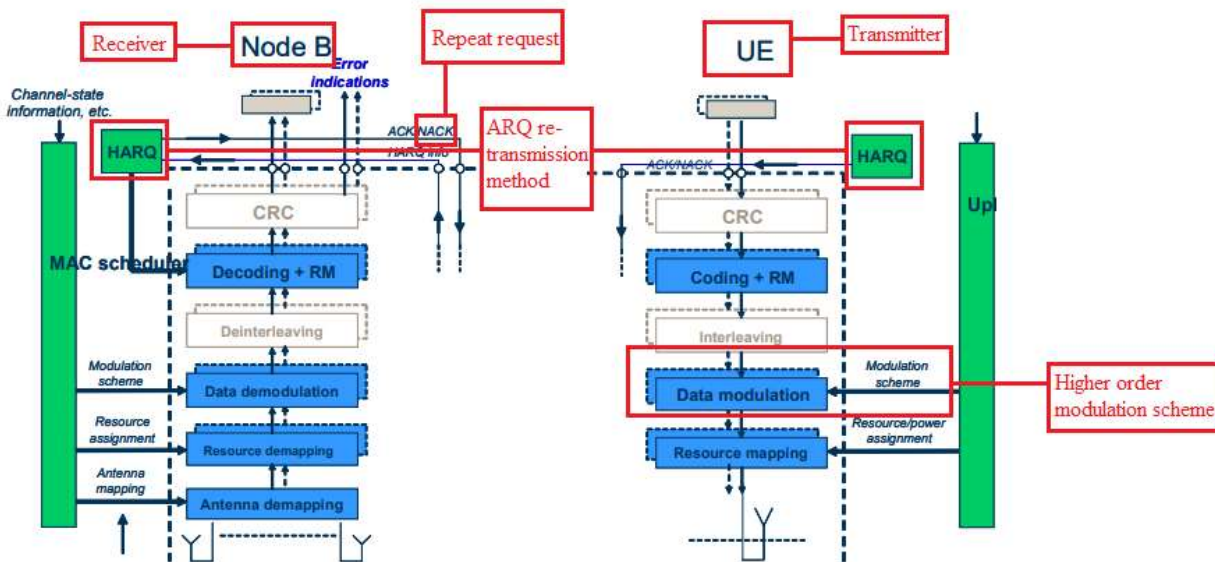 Receiver
Node B
Repeat request
UE
Transmitter
Error
indications
Channel-state
information, etc.
HARQ
ACK/NACK
HARQ info
ARQ re-
transmission
method
ACK/NACK
HARQ
CRC
CRC
Upl
MAC scheduler
Decoding + RM
Coding + RM
Deinterleaving
Interleaving
Modulation
scheme
Data demodulation
Data modulation
Modulation
scheme
Higher order
modulation scheme
Resource
assignment
Resource demapping
Resource mapping
Resource/power
assignment
Antenna
mapping
Antenna demapping